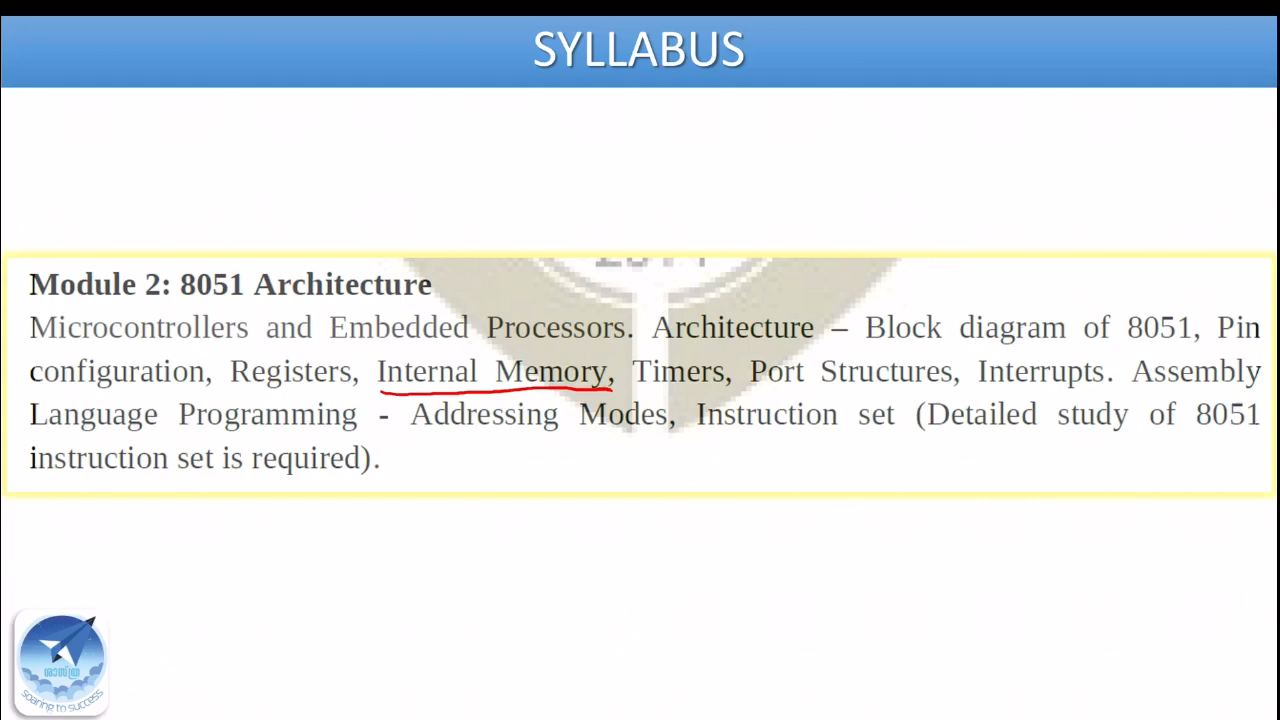 SYLLABUS
Module 2: 8051 Architecture
Microcontrollers and Embedded Processors. Architecture – Block diagram of 8051, Pin
configuration, Registers, Internal Memory, Timers, Port Structures, Interrupts. Assembly
Language Programming - Addressing Modes, Instruction set (Detailed study of 8051
instruction set is required).
ശാസ്ത്ര
soaring to success